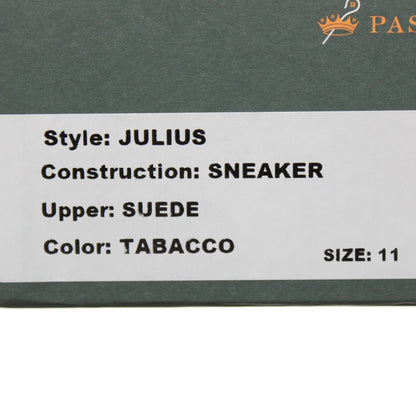 PAS
Style: JULIUS
Construction: SNEAKER
Upper: SUEDE
Color: TABACCO
SIZE: 11